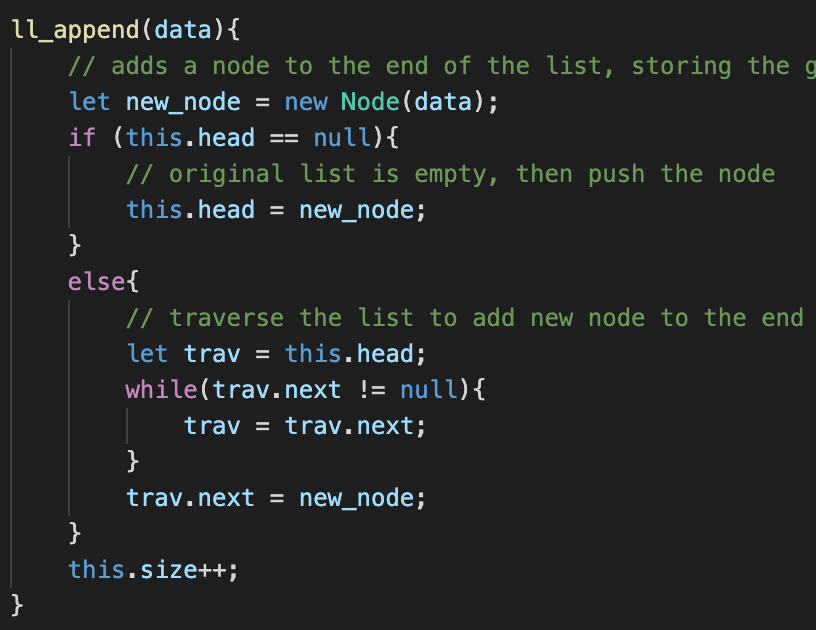 ll_append(data){
// adds a node to the end of the list, storing the
let new_node = new Node(data);
if (this.head == null){
// original list is empty, then push the node
this.head = new_node;
}
else{
// traverse the list to add new node to the end
let trav = this.head;
while(trav.next != null){
trav = trav.next;
}
trav.next = new_node;
}
this.size++;
}